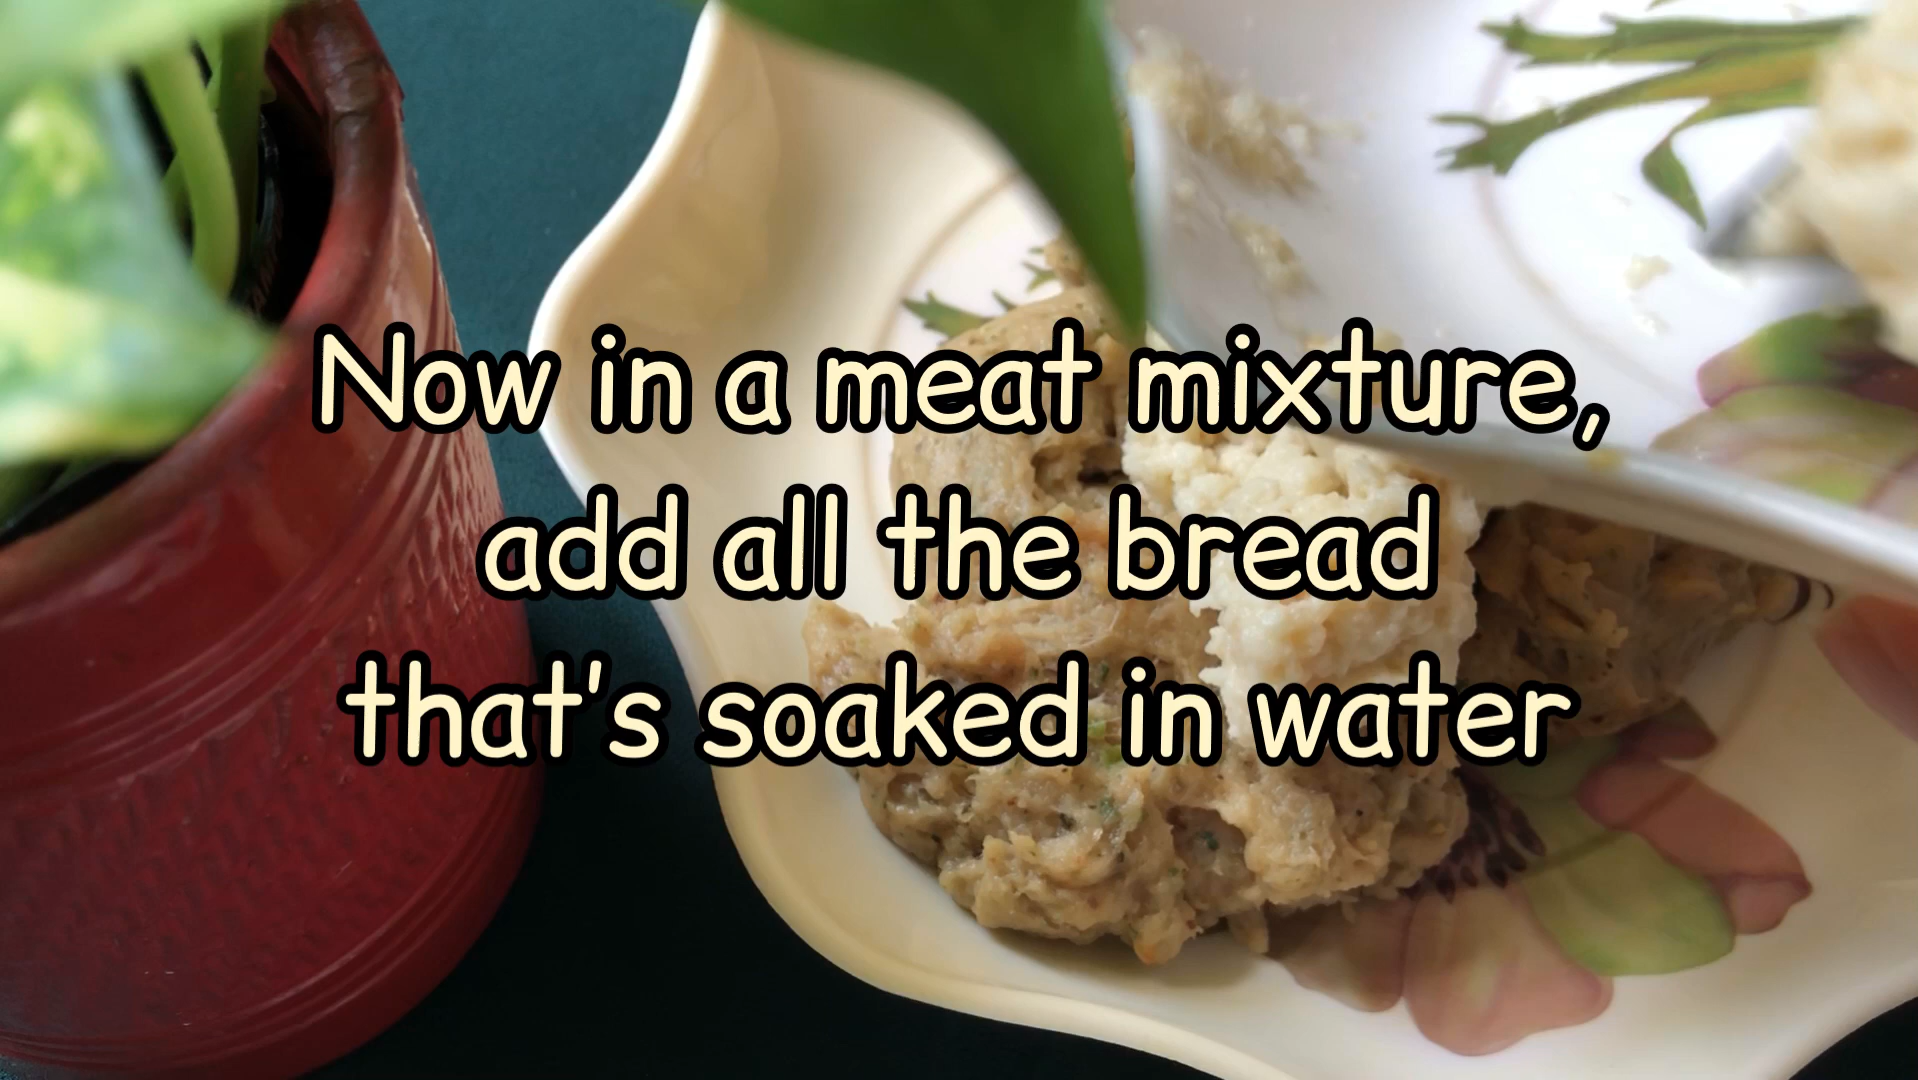 Now in a meat mixture,
add all the bread
that's soaked in water